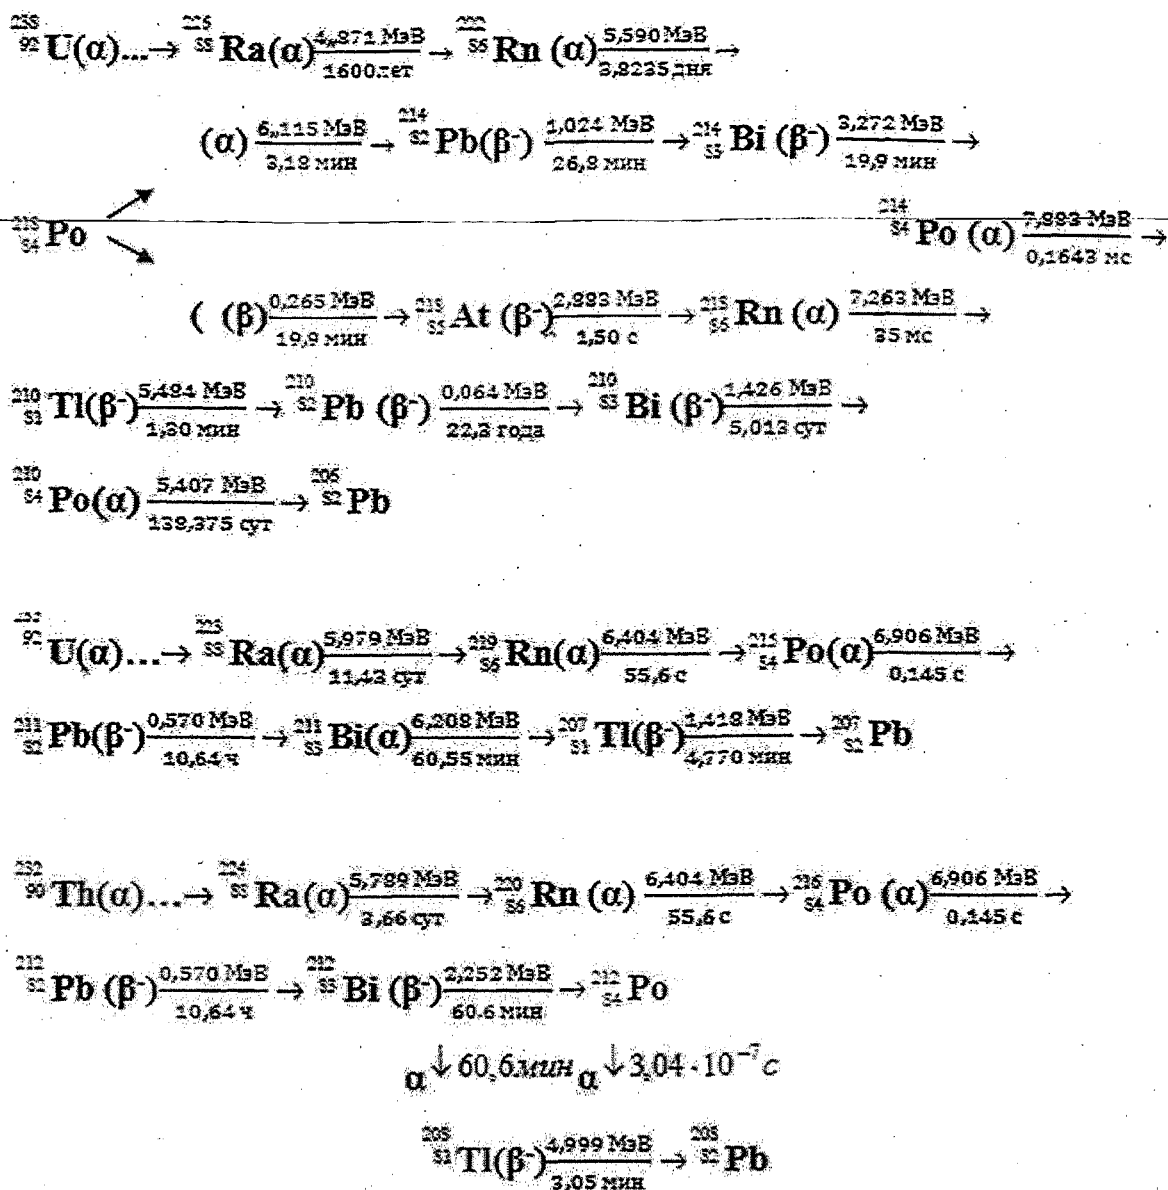 ²³⁸₉₂U(α)...→ ²²⁶₈₈Ra(α) 4,871 МэВ/1600лет → ²²²₈₆Rn (α) 5,590 МэВ/3,8235 дня →
(α) 6,115 МэВ/3,18 мин → ²¹⁴₈₂Pb(β⁻) 1,024 МэВ/26,8 мин → ²¹⁴₈₃Bi (β⁻) 3,272 МэВ/19,9 мин →
²¹⁸₈₄Po ²¹⁴₈₄Po (α) 7,883 МэВ/0,1643 мс →
( (β) 0,265 МэВ/19,9 мин → ²¹⁸₈₅At (β⁻) 2,883 МэВ/1,50 с → ²¹⁸₈₆Rn (α) 7,263 МэВ/35 мс →
²¹⁰₈₁Tl(β⁻) 5,484 МэВ/1,30 мин → ²¹⁰₈₂Pb (β⁻) 0,064 МэВ/22,3 года → ²¹⁰₈₃Bi (β⁻) 1,426 МэВ/5,013 сут →
²¹⁰₈₄Po(α) 5,407 МэВ/138,375 сут → ²⁰⁶₈₂Pb
²³⁵₉₂U(α)...→ ²²³₈₈Ra(α) 5,979 МэВ/11,43 сут → ²¹⁹₈₆Rn(α) 6,404 МэВ/55,6 с → ²¹⁵₈₄Po(α) 6,906 МэВ/0,145 с →
²¹¹₈₂Pb(β⁻) 0,570 МэВ/10,64 ч → ²¹¹₈₃Bi(α) 6,208 МэВ/60,55 мин → ²⁰⁷₈₁Tl(β⁻) 1,418 МэВ/4,770 мин → ²⁰⁷₈₂Pb
²³²₉₀Th(α)...→ ²²⁴₈₈Ra(α) 5,789 МэВ/3,66 сут → ²²⁰₈₆Rn (α) 6,404 МэВ/55,6 с → ²¹⁶₈₄Po (α) 6,906 МэВ/0,145 с →
²¹²₈₂Pb (β⁻) 0,570 МэВ/10,64 ч → ²¹²₈₃Bi (β⁻) 2,252 МэВ/60.6 мин → ²¹²₈₄Po
α ↓ 60,6мин α ↓ 3,04·10⁻⁷ с
²⁰⁸₈₁Tl(β⁻) 4,999 МэВ/3,05 мин → ²⁰⁸₈₂Pb